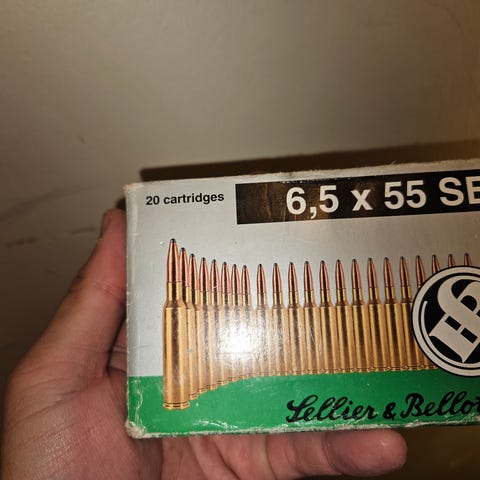 20 cartridges
6,5 x 55 SE
Sellier & Bellot